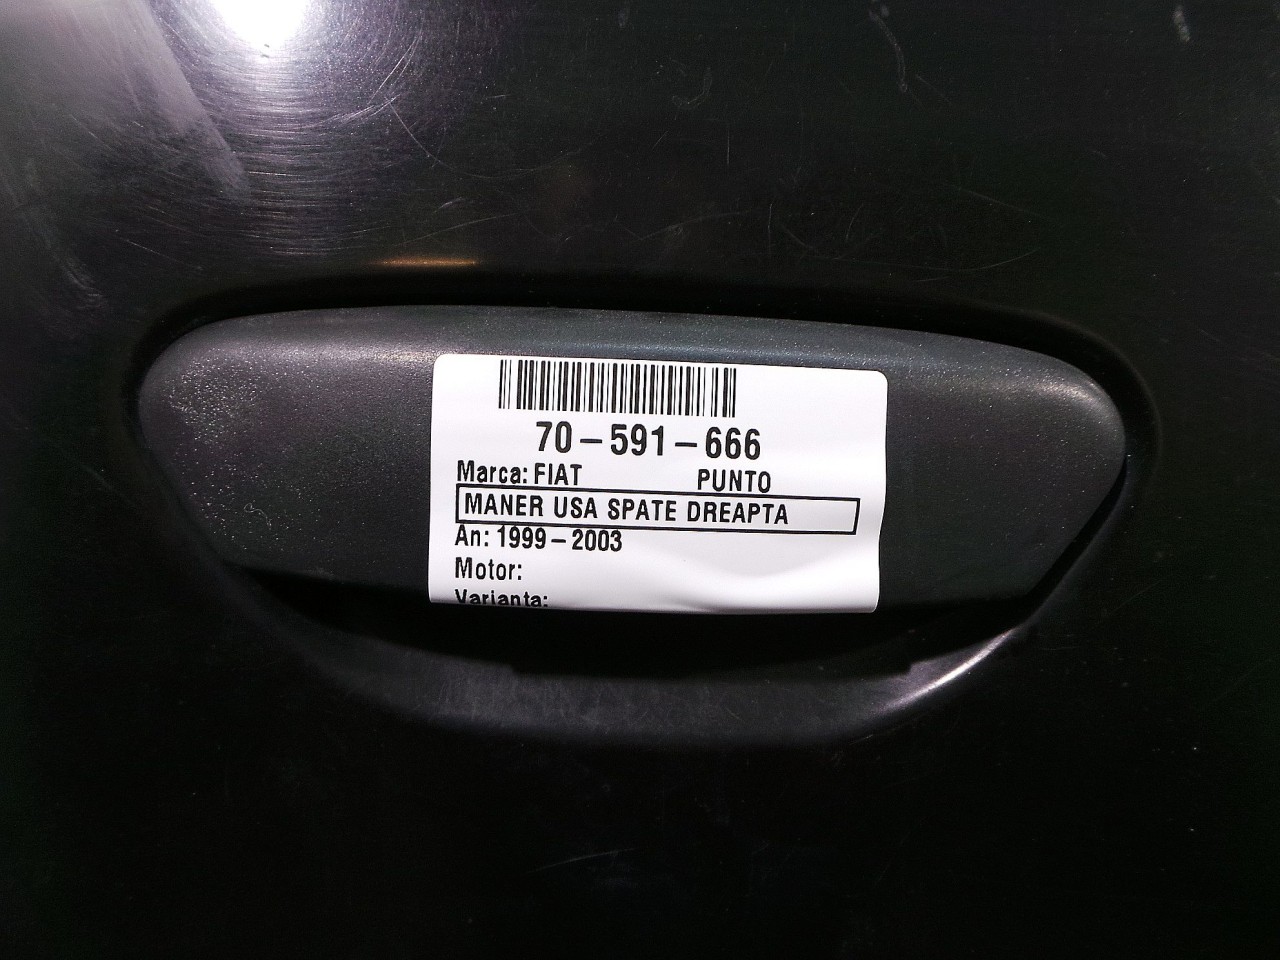 70-591-666
Marca: FIAT PUNTO
MANER USA SPATE DREAPTA
An: 1999-2003
Motor:
Varianta: